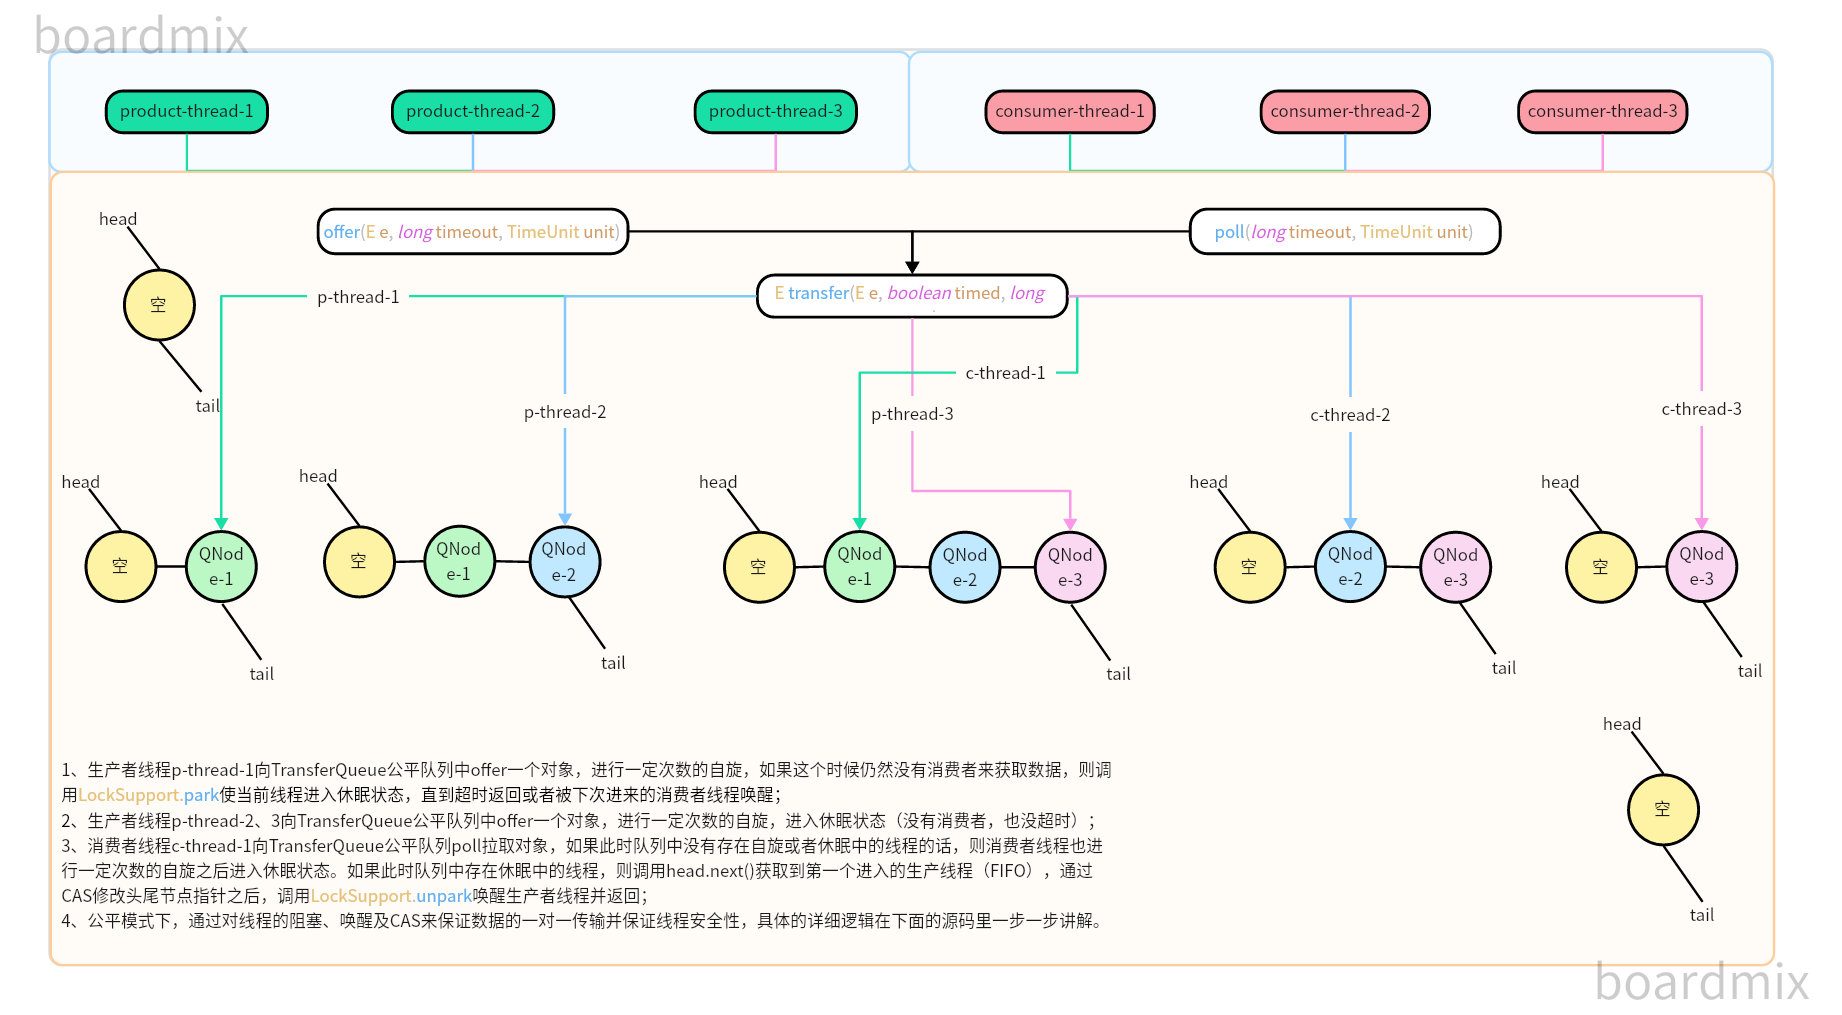 boardmix
product-thread-1
product-thread-2
product-thread-3
consumer-thread-1
consumer-thread-2
consumer-thread-3
head
空
tail
offer(E e, long timeout, TimeUnit unit)
poll(long timeout, TimeUnit unit)
E transfer(E e, boolean timed, long
p-thread-1
p-thread-2
c-thread-1
p-thread-3
c-thread-2
c-thread-3
head
空
QNod
e-1
tail
head
空
QNod
e-1
QNod
e-2
tail
head
空
QNod
e-1
QNod
e-2
QNod
e-3
tail
head
空
QNod
e-2
QNod
e-3
tail
head
空
QNod
e-3
tail
head
空
tail
1、生产者线程p-thread-1向TransferQueue公平队列中offer一个对象，进行一定次数的自旋，如果这个时候仍然没有消费者来获取数据，则调
用LockSupport.park使当前线程进入休眠状态，直到超时返回或者被下次进来的消费者线程唤醒；
2、生产者线程p-thread-2、3向TransferQueue公平队列中offer一个对象，进行一定次数的自旋，进入休眠状态（没有消费者，也没超时）；
3、消费者线程c-thread-1向TransferQueue公平队列poll拉取对象，如果此时队列中没有存在自旋或者休眠中的线程的话，则消费者线程也进
行一定次数的自旋之后进入休眠状态。如果此时队列中存在休眠中的线程，则调用head.next()获取到第一个进入的生产线程（FIFO），通过
CAS修改头尾节点指针之后，调用LockSupport.unpark唤醒生产者线程并返回；
4、公平模式下，通过对线程的阻塞、唤醒及CAS来保证数据的一对一传输并保证线程安全性，具体的详细逻辑在下面的源码里一步一步讲解。
boardmix